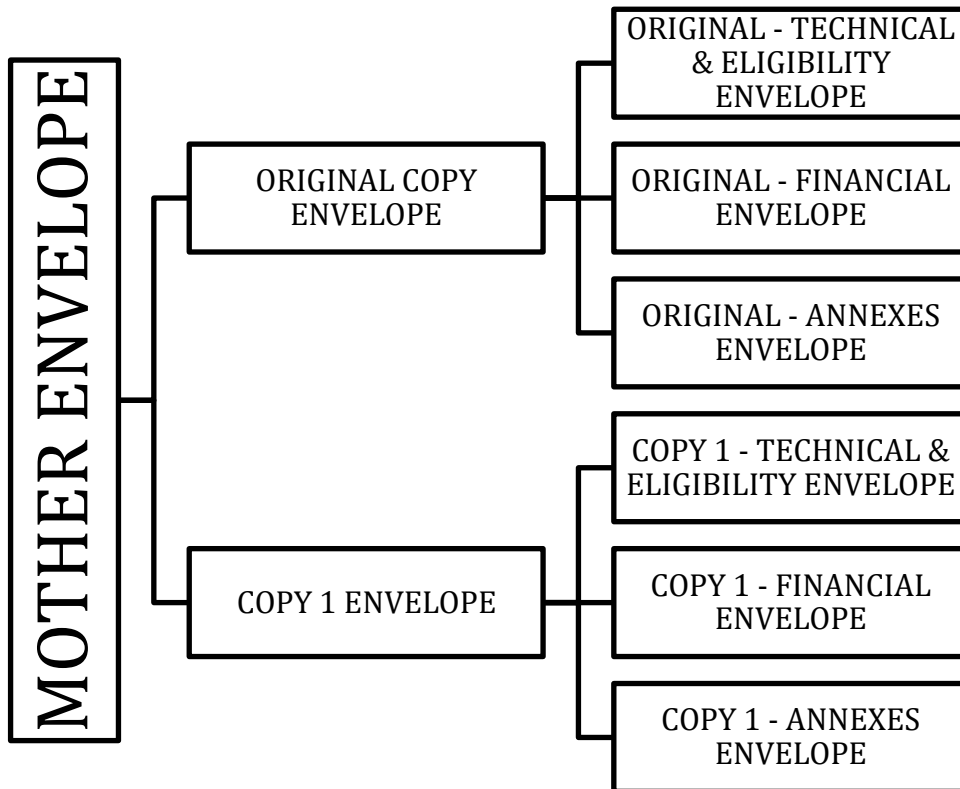 MOTHER ENVELOPE
ORIGINAL COPY
ENVELOPE
ORIGINAL - TECHNICAL
& ELIGIBILITY
ENVELOPE
ORIGINAL - FINANCIAL
ENVELOPE
ORIGINAL - ANNEXES
ENVELOPE
COPY 1 ENVELOPE
COPY 1 - TECHNICAL &
ELIGIBILITY ENVELOPE
COPY 1 - FINANCIAL
ENVELOPE
COPY 1 - ANNEXES
ENVELOPE